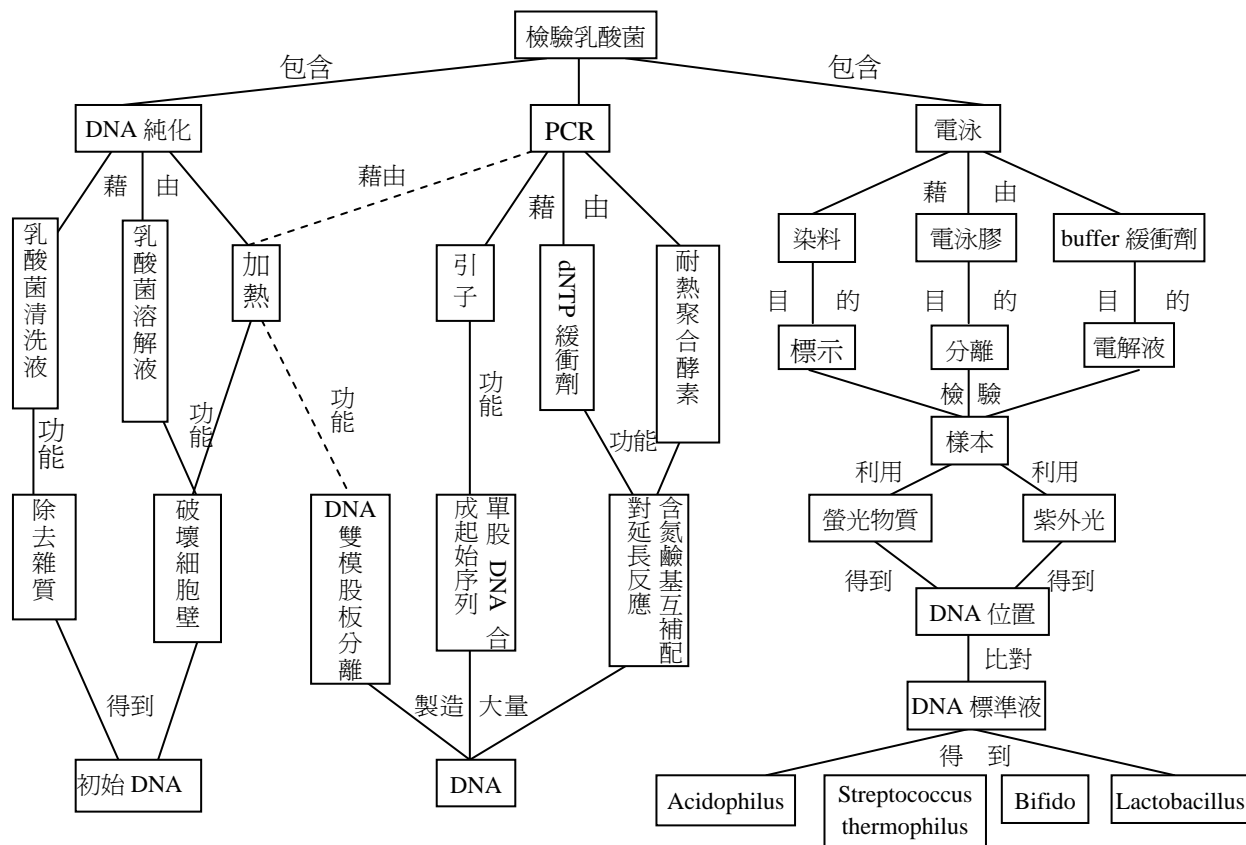 檢驗乳酸菌
包含
包含
DNA 純化
PCR
電泳
藉 由
藉由
藉 由
藉 由
乳酸菌清洗液
乳酸菌溶解液
加熱
引子
dNTP 緩衝劑
耐熱聚合酵素
染料
電泳膠
buffer 緩衝劑
目 的
目 的
目 的
標示
分離
電解液
功能
功能
功能
功能
功能
檢 驗
樣本
利用
利用
除去雜質
破壞細胞壁
DNA
雙模股板分離
單股 DNA 合
成起始序列
含氮鹼基互補配
對延長反應
螢光物質
紫外光
得到
得到
DNA 位置
比對
得到
製造
大量
DNA 標準液
得 到
初始 DNA
DNA
Acidophilus
Streptococcus
thermophilus
Bifido
Lactobacillus